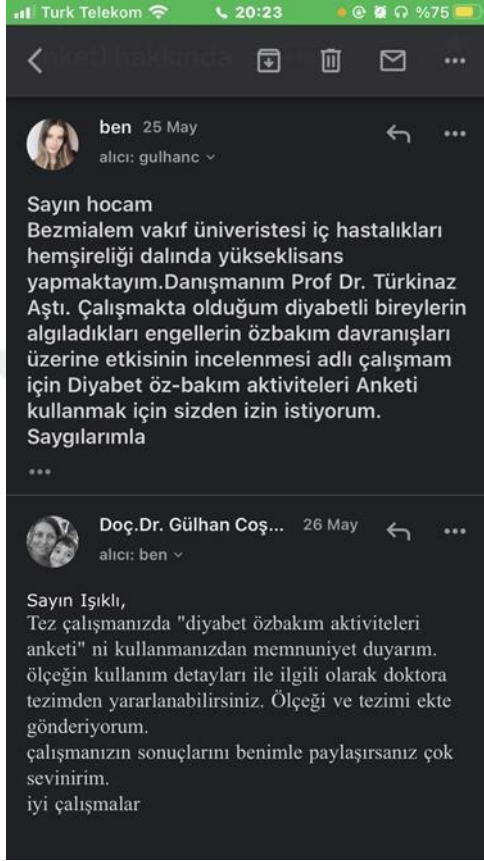 Turk Telekom 20:23 %75
ben 25 May
alıcı: gulhanc
Sayın hocam
Bezmialem vakıf üniveristesi iç hastalıkları
hemşireliği dalında yükseklisans
yapmaktayım.Danışmanım Prof Dr. Türkinaz
Aştı. Çalışmakta olduğum diyabetli bireylerin
algıladıkları engellerin özbakım davranışları
üzerine etkisinin incelenmesi adlı çalışmam
için Diyabet öz-bakım aktiviteleri Anketi
kullanmak için sizden izin istiyorum.
Saygılarımla
Doç.Dr. Gülhan Coş... 26 May
alıcı: ben
Sayın Işıklı,
Tez çalışmanızda "diyabet özbakım aktiviteleri
anketi" ni kullanmanızdan memnuniyet duyarım.
ölçeğin kullanım detayları ile ilgili olarak doktora
tezimden yararlanabilirsiniz. Ölçeği ve tezimi ekte
gönderiyorum.
çalışmanızın sonuçlarını benimle paylaşırsanız çok
sevinirim.
iyi çalışmalar